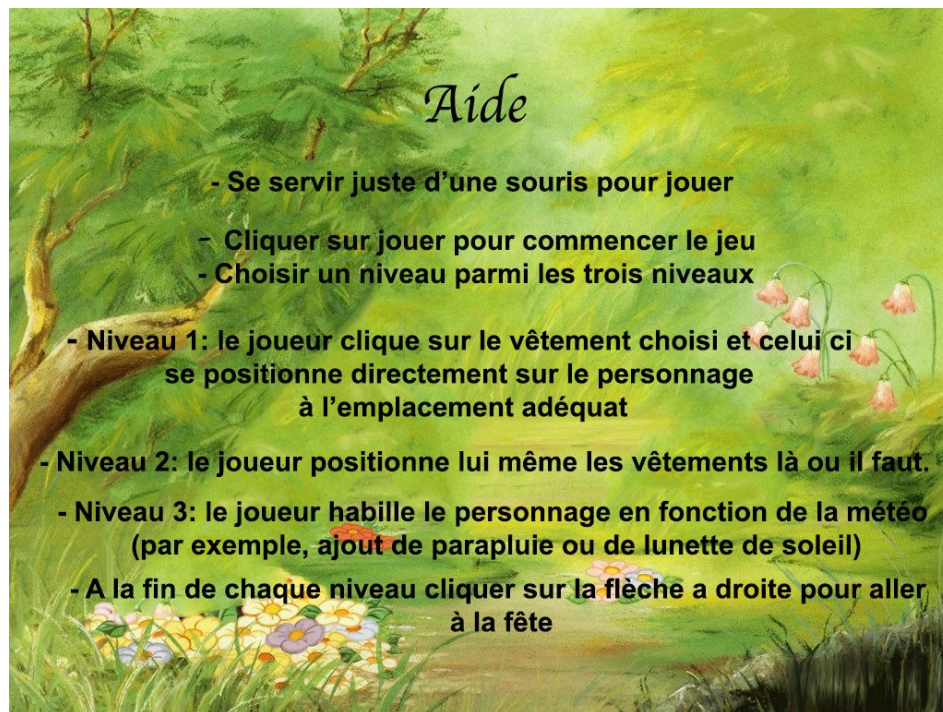 Aide
- Se servir juste d’une souris pour jouer
- Cliquer sur jouer pour commencer le jeu
- Choisir un niveau parmi les trois niveaux
- Niveau 1: le joueur clique sur le vêtement choisi et celui ci
se positionne directement sur le personnage
à l’emplacement adéquat
- Niveau 2: le joueur positionne lui même les vêtements là ou il faut.
- Niveau 3: le joueur habille le personnage en fonction de la météo
(par exemple, ajout de parapluie ou de lunette de soleil)
- A la fin de chaque niveau cliquer sur la flèche a droite pour aller
à la fête